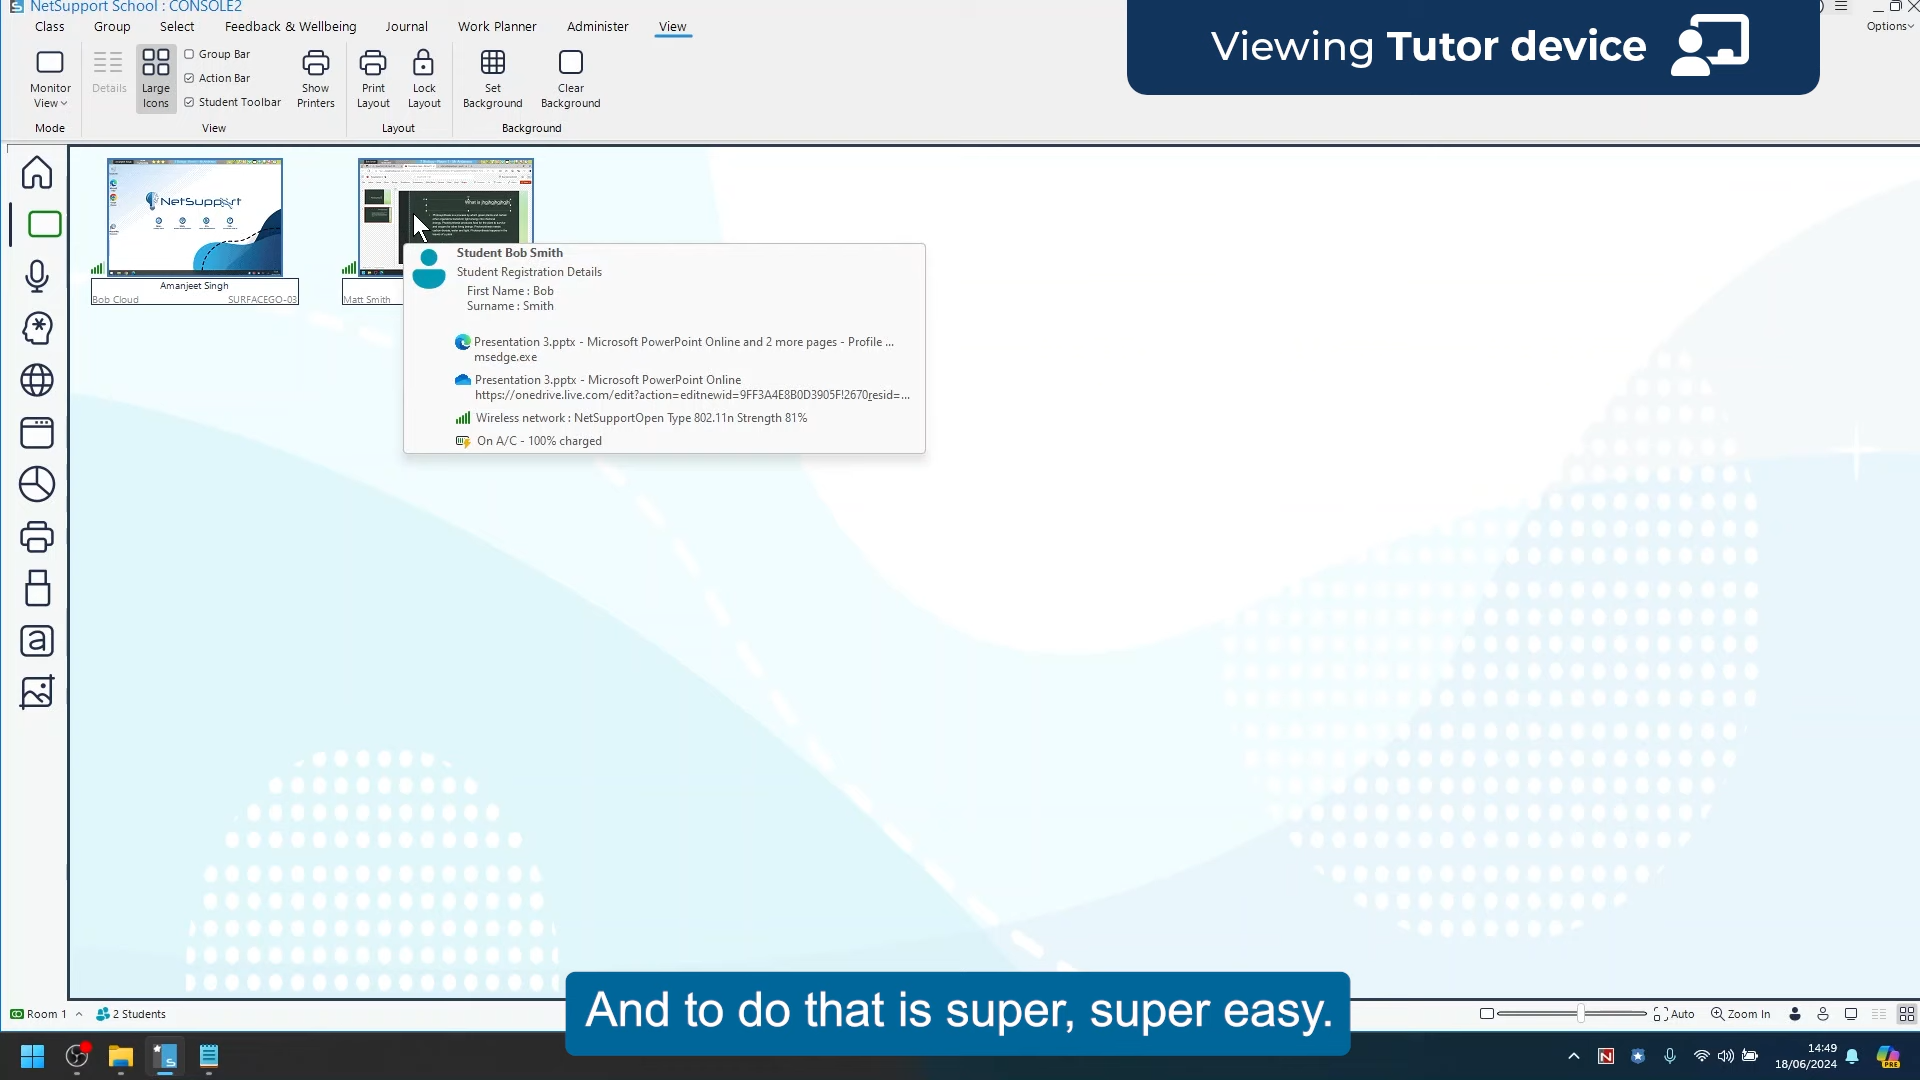 NetSupport School : CONSOLE2
Viewing Tutor device
Class Group Select Feedback & Wellbeing Journal Work Planner Administer View
Options
Monitor View
Details
Large Icons
Group Bar
Action Bar
Student Toolbar
Show Printers
Print Layout
Lock Layout
Set Background
Clear Background
Mode
View
Layout
Background
NetSupport
Amanjeet Singh
Bob Cloud
SURFACEGO-03
Matt Smith
Student Bob Smith
Student Registration Details
First Name : Bob
Surname : Smith
Presentation 3.pptx - Microsoft PowerPoint Online and 2 more pages - Profile ...
msedge.exe
Presentation 3.pptx - Microsoft PowerPoint Online
https://onedrive.live.com/edit?action=editnewid=9FF3A4E8B0D3905F!2670resid=...
Wireless network : NetSupportOpen Type 802.11n Strength 81%
On A/C - 100% charged
And to do that is super, super easy.
Room 1
2 Students
Auto
Zoom In
14:49
18/06/2024